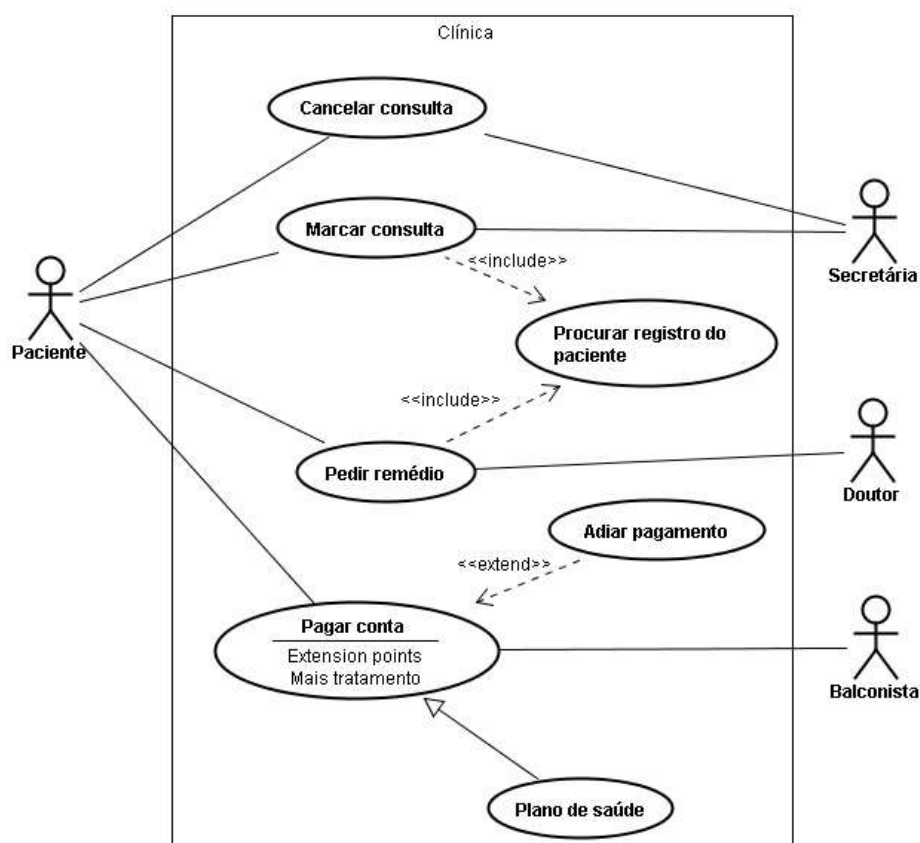 Clínica
Cancelar consulta
Marcar consulta
Secretária
<<include>>
Procurar registro do
paciente
Paciente
<<include>>
Pedir remédio
Doutor
Adiar pagamento
<<extend>>
Pagar conta
Extension points
Mais tratamento
Balconista
Plano de saúde